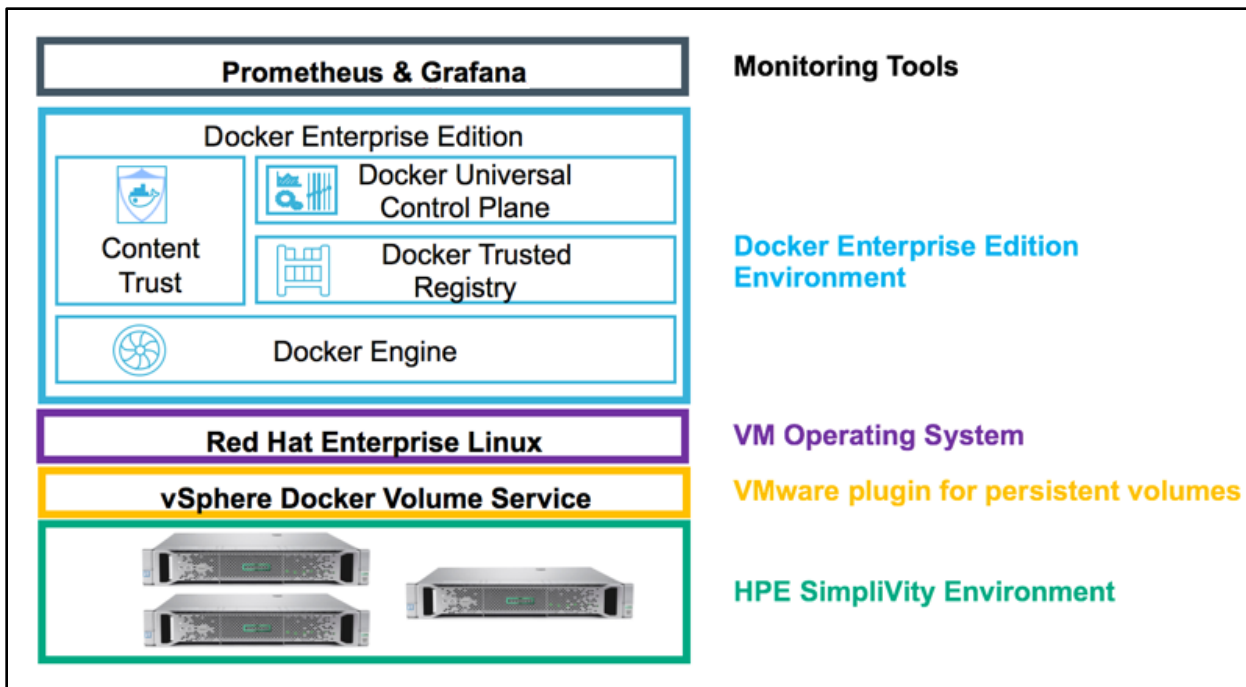 Prometheus & Grafana
Monitoring Tools
Docker Enterprise Edition
Content
Trust
Docker Universal
Control Plane
Docker Trusted
Registry
Docker Engine
Docker Enterprise Edition
Environment
Red Hat Enterprise Linux
VM Operating System
vSphere Docker Volume Service
VMware plugin for persistent volumes
HPE SimpliVity Environment